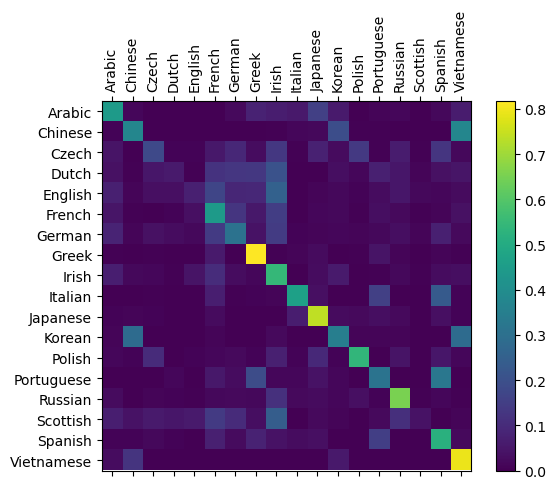 Arabic
Chinese
Czech
Dutch
English
French
German
Greek
Irish
Italian
Japanese
Korean
Polish
Portuguese
Russian
Scottish
Spanish
Vietnamese
Arabic
Chinese
Czech
Dutch
English
French
German
Greek
Irish
Italian
Japanese
Korean
Polish
Portuguese
Russian
Scottish
Spanish
Vietnamese
0.8
0.7
0.6
0.5
0.4
0.3
0.2
0.1
0.0